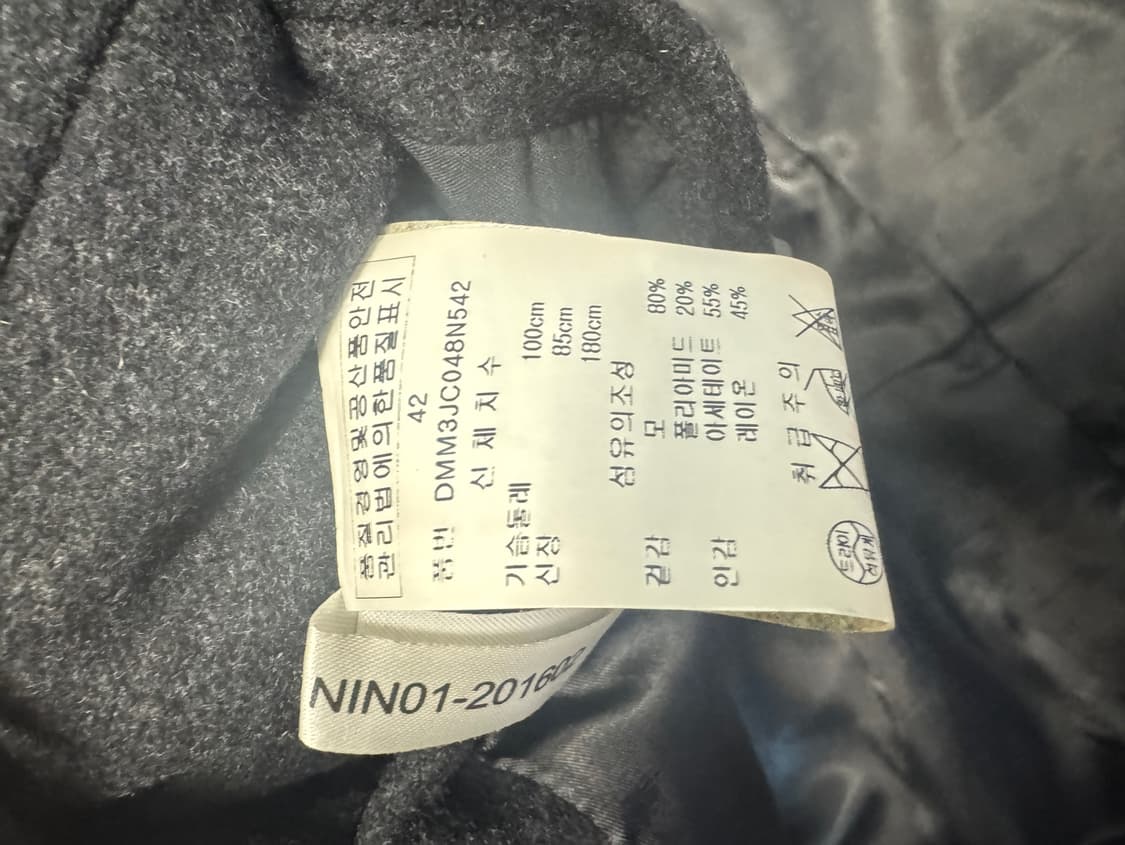 품질경영및공산품안전
관리법에의한품질표시
42
품번 DMM3JC048N542
신체치수
가슴둘레 100cm
신장 85cm
180cm
섬유의조성
겉감 모 80%
폴리아미드 20%
안감 아세테이트 55%
레이온 45%
취급주의
드라이
NIN01-20160